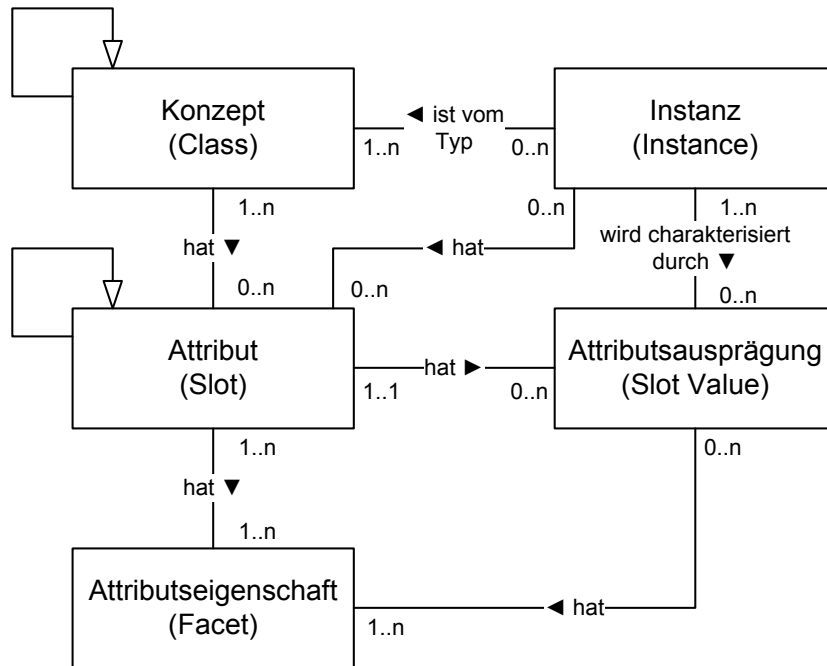 Konzept
(Class)
Instanz
(Instance)
◄ ist vom
Typ
1..n
0..n
1..n
hat ▼
0..n
0..n
◄ hat
0..n
1..n
wird charakterisiert
durch ▼
0..n
Attribut
(Slot)
Attributsausprägung
(Slot Value)
hat ►
1..1
0..n
1..n
hat ▼
1..n
0..n
Attributseigenschaft
(Facet)
◄ hat
1..n